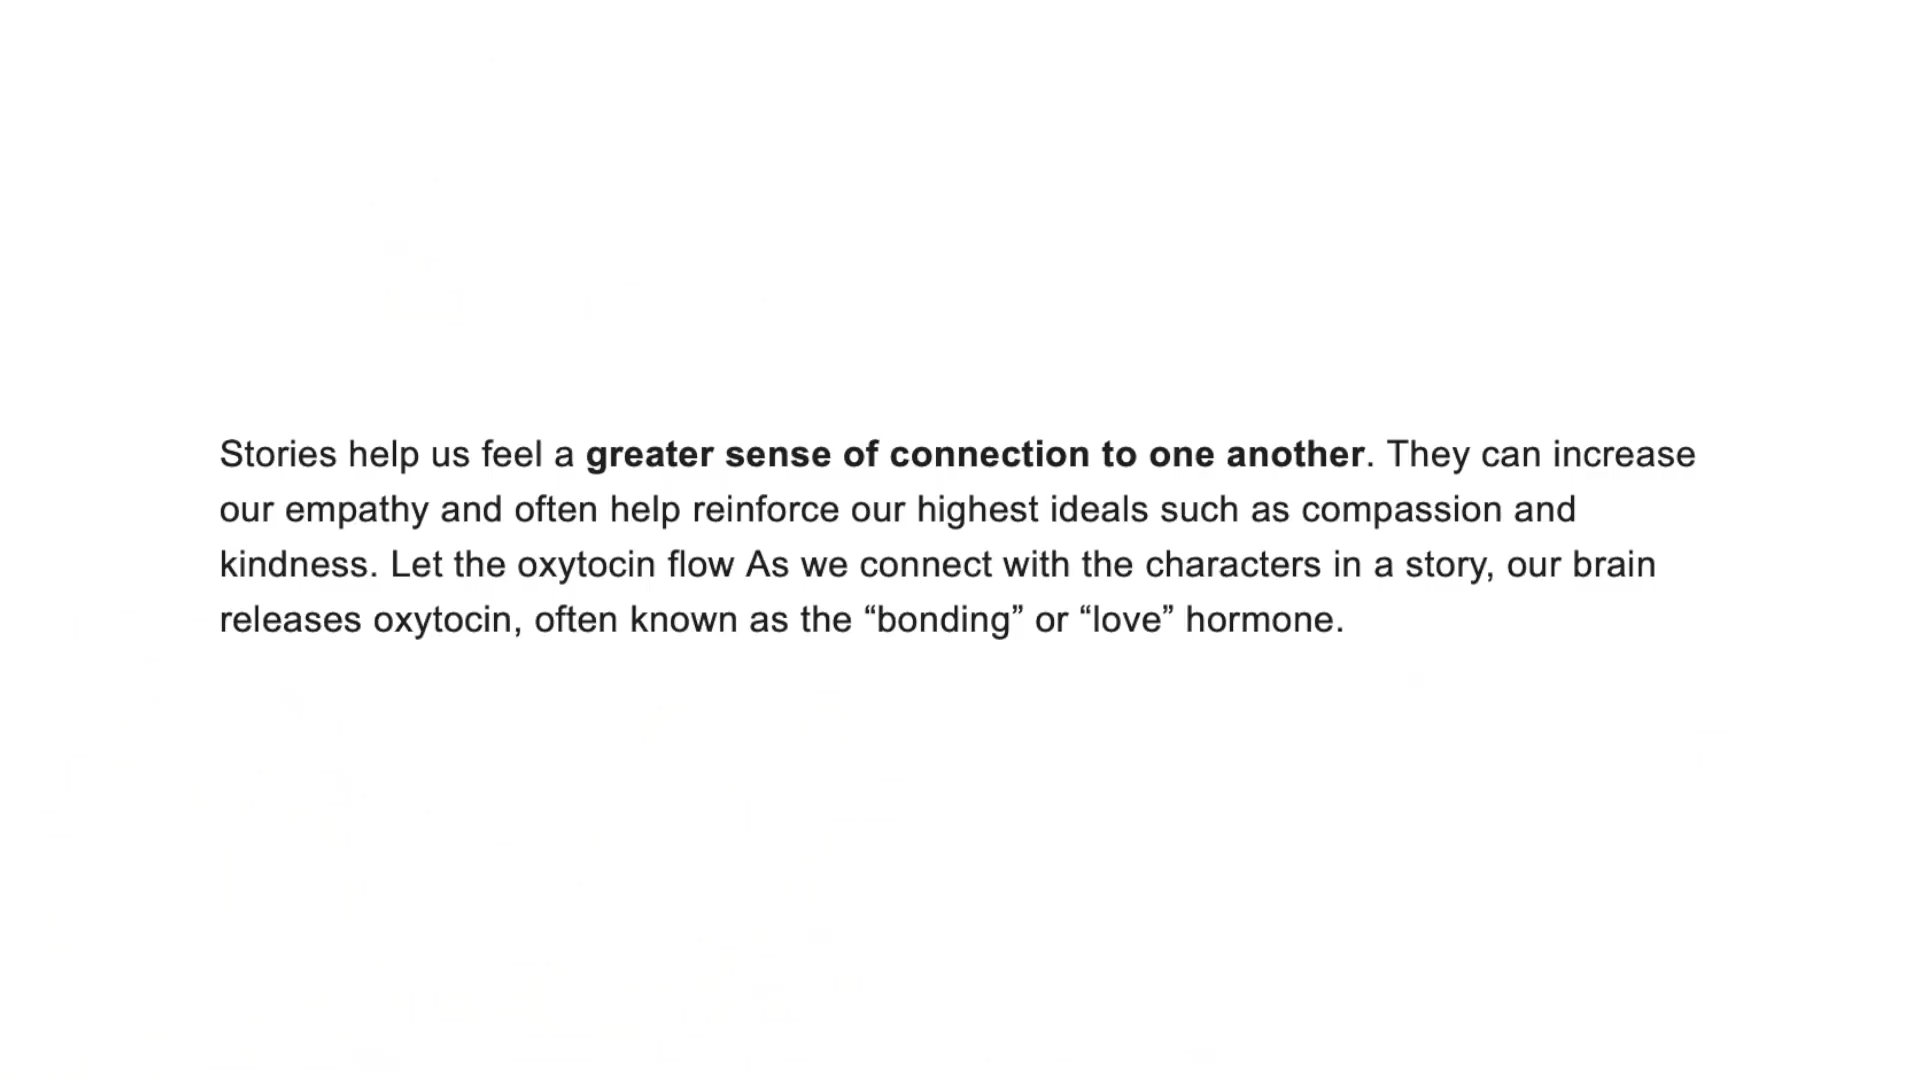 Stories help us feel a greater sense of connection to one another. They can increase
our empathy and often help reinforce our highest ideals such as compassion and
kindness. Let the oxytocin flow As we connect with the characters in a story, our brain
releases oxytocin, often known as the “bonding” or “love” hormone.